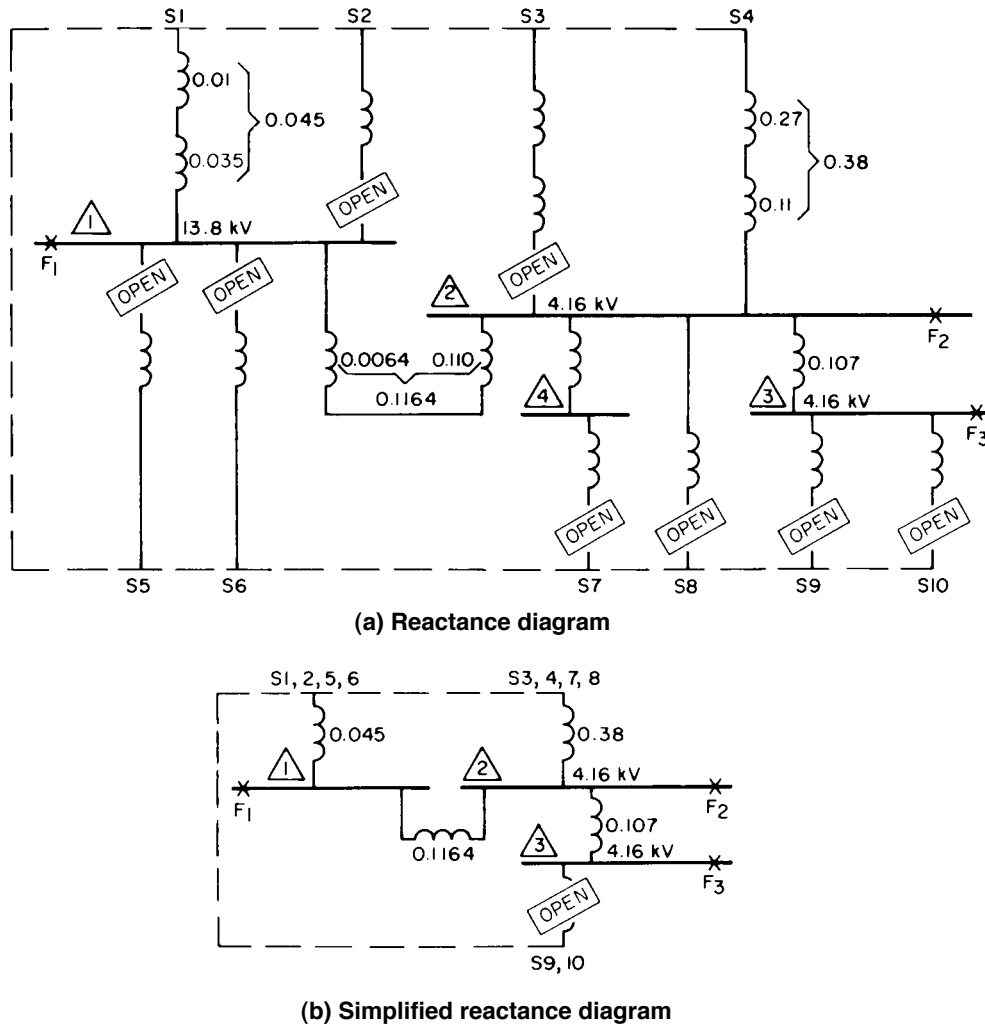 S1 S2 S3 S4
0.01
0.045
0.035
0.27
0.38
0.11
OPEN
1
13.8 kV
F1
OPEN
OPEN
OPEN
2
4.16 kV
F2
0.0064
0.110
0.1164
0.107
4
3
4.16 kV
F3
OPEN
OPEN
OPEN
OPEN
S5 S6 S7 S8 S9 S10
(a) Reactance diagram
S1, 2, 5, 6
S3, 4, 7, 8
0.045
0.38
1
2
4.16 kV
F1
F2
0.1164
0.107
3
4.16 kV
F3
OPEN
S9, 10
(b) Simplified reactance diagram